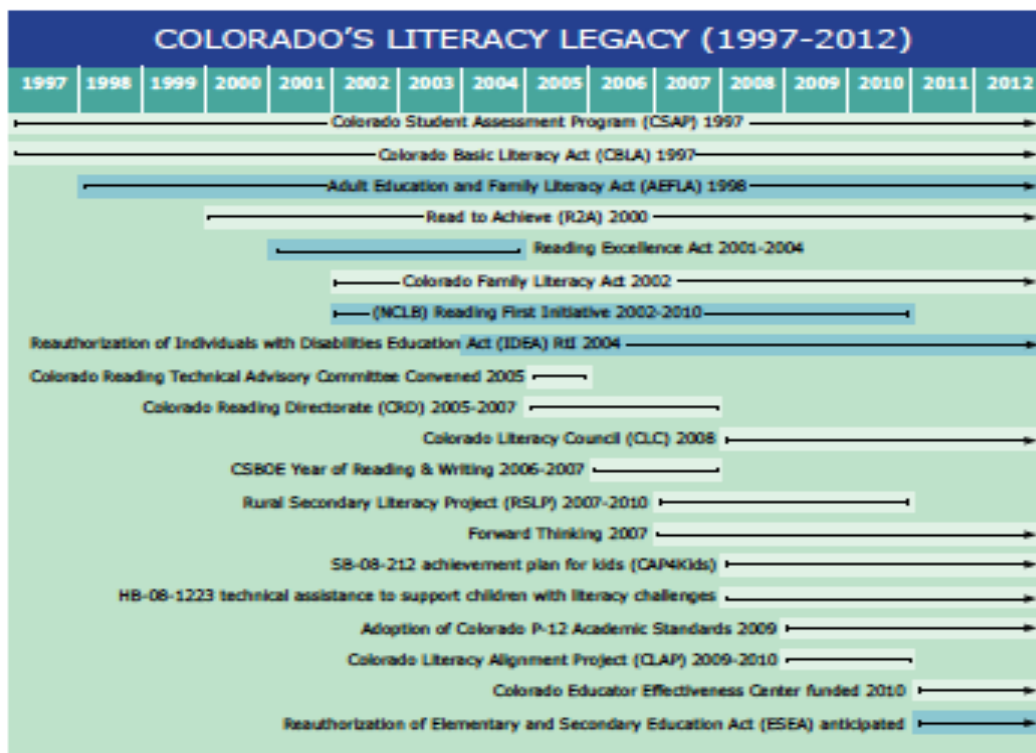 COLORADO'S LITERACY LEGACY (1997-2012)
1997 1998 1999 2000 2001 2002 2003 2004 2005 2006 2007 2008 2009 2010 2011 2012
Colorado Student Assessment Program (CSAP) 1997
Colorado Basic Literacy Act (CBLA) 1997
Adult Education and Family Literacy Act (AEFLA) 1998
Read to Achieve (R2A) 2000
Reading Excellence Act 2001-2004
Colorado Family Literacy Act 2002
(NCLB) Reading First Initiative 2002-2010
Reauthorization of Individuals with Disabilities Education Act (IDEA) RtI 2004
Colorado Reading Technical Advisory Committee Convened 2005
Colorado Reading Directorate (CRD) 2005-2007
Colorado Literacy Council (CLC) 2008
CSBOE Year of Reading & Writing 2006-2007
Rural Secondary Literacy Project (RSLP) 2007-2010
Forward Thinking 2007
SB-08-212 achievement plan for kids (CAP4Kids)
HB-08-1223 technical assistance to support children with literacy challenges
Adoption of Colorado P-12 Academic Standards 2009
Colorado Literacy Alignment Project (CLAP) 2009-2010
Colorado Educator Effectiveness Center funded 2010
Reauthorization of Elementary and Secondary Education Act (ESEA) anticipated